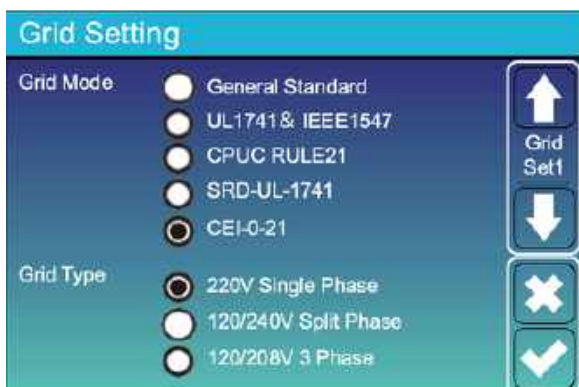 Grid Setting
Grid Mode
General Standard
UL1741& IEEE1547
CPUC RULE21
SRD-UL-1741
CEI-0-21
Grid Type
220V Single Phase
120/240V Split Phase
120/208V 3 Phase
Grid
Set1